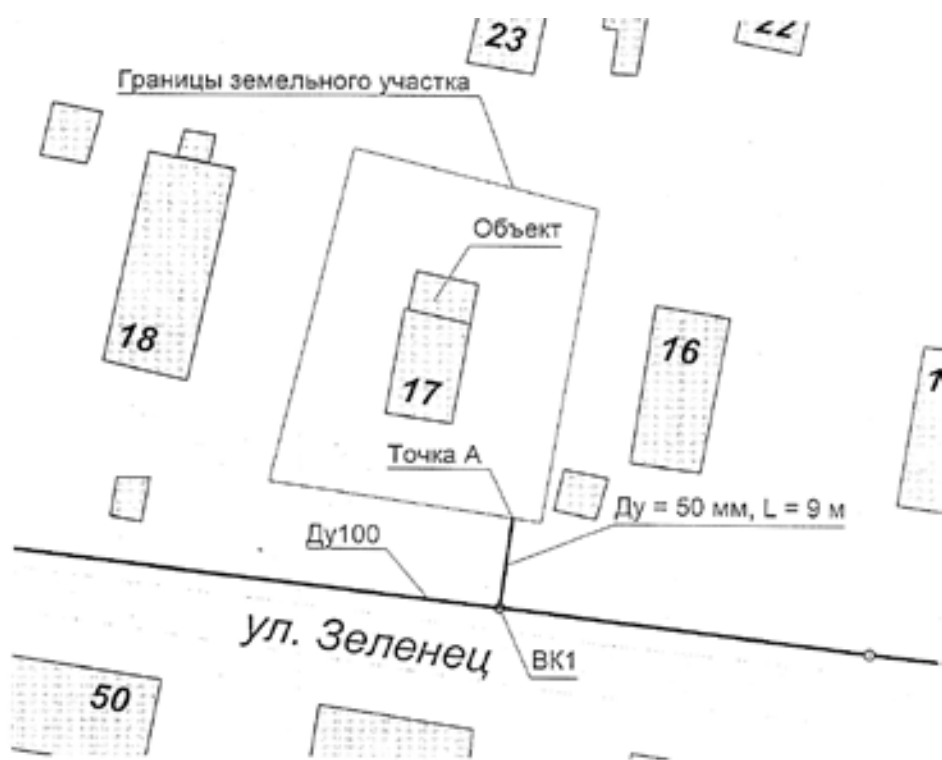 23
22
Границы земельного участка
Объект
18
17
16
1
Точка А
Ду = 50 мм, L = 9 м
Ду100
ул. Зеленец
ВК1
50